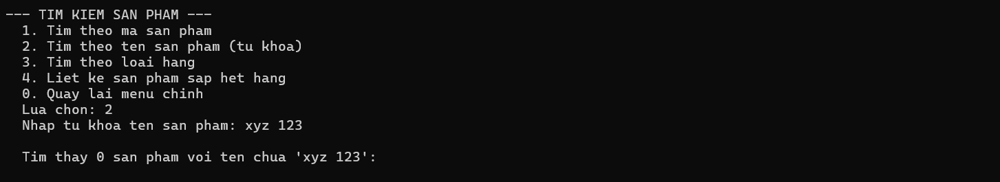 --- TIM KIEM SAN PHAM ---
1. Tim theo ma san pham
2. Tim theo ten san pham (tu khoa)
3. Tim theo loai hang
4. Liet ke san pham sap het hang
0. Quay lai menu chinh
Lua chon: 2
Nhap tu khoa ten san pham: xyz 123
Tim thay 0 san pham voi ten chua 'xyz 123':